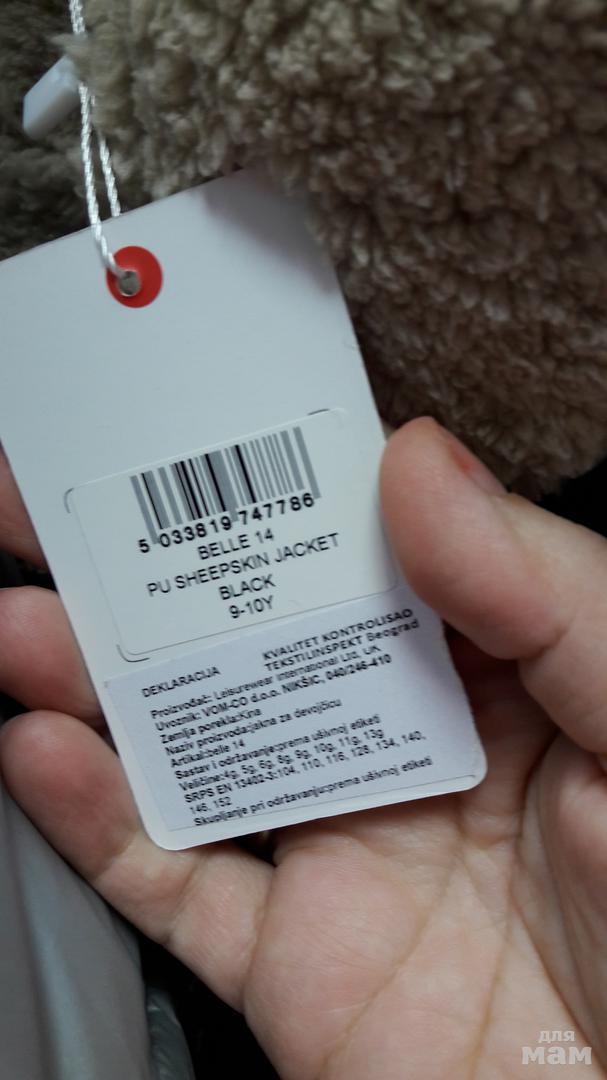 5 033819 747786
BELLE 14
PU SHEEPSKIN JACKET
BLACK
9-10Y
DEKLARACIJA
KVALITET KONTROLISAO
TEKSTILINSPEKT Beograd
Proizvođač: Leisurewear International Ltd, UK
Uvoznik: VOM-CO d.o.o. NIKŠIC, 040/246-410
Zemlja porekla:Kina
Naziv proizvoda:jakna za devojčicu
Artikal:belle 14
Sastav i održavanje:prema ušivnoj etiketi
Veličine:4g, 5g, 6g, 8g, 9g, 10g, 11g, 13g
SRPS EN 13402-3:104, 110, 116, 128, 134, 140,
146, 152
Skupljanje pri održavanju:prema ušivnoj etiketi
для
мам